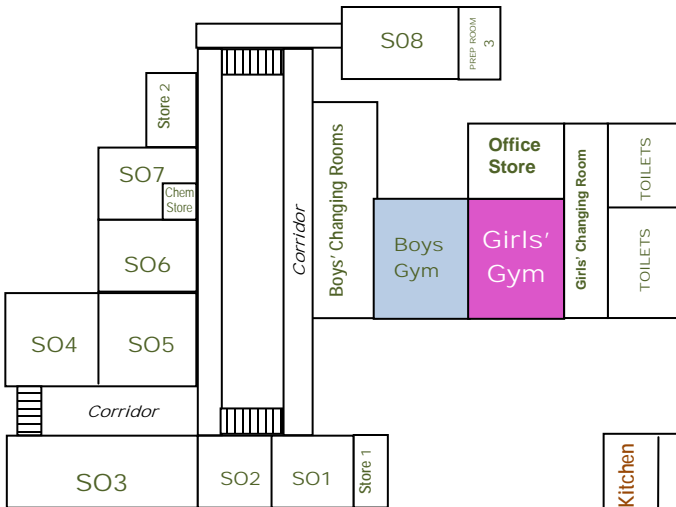 S08
PREP ROOM
3
Store 2
SO7
Chem
Store
Corridor
Boys' Changing Rooms
Office
Store
Girls' Changing Room
TOILETS
TOILETS
Boys
Gym
Girls'
Gym
SO6
SO4
SO5
Corridor
SO3
SO2
SO1
Store 1
Kitchen